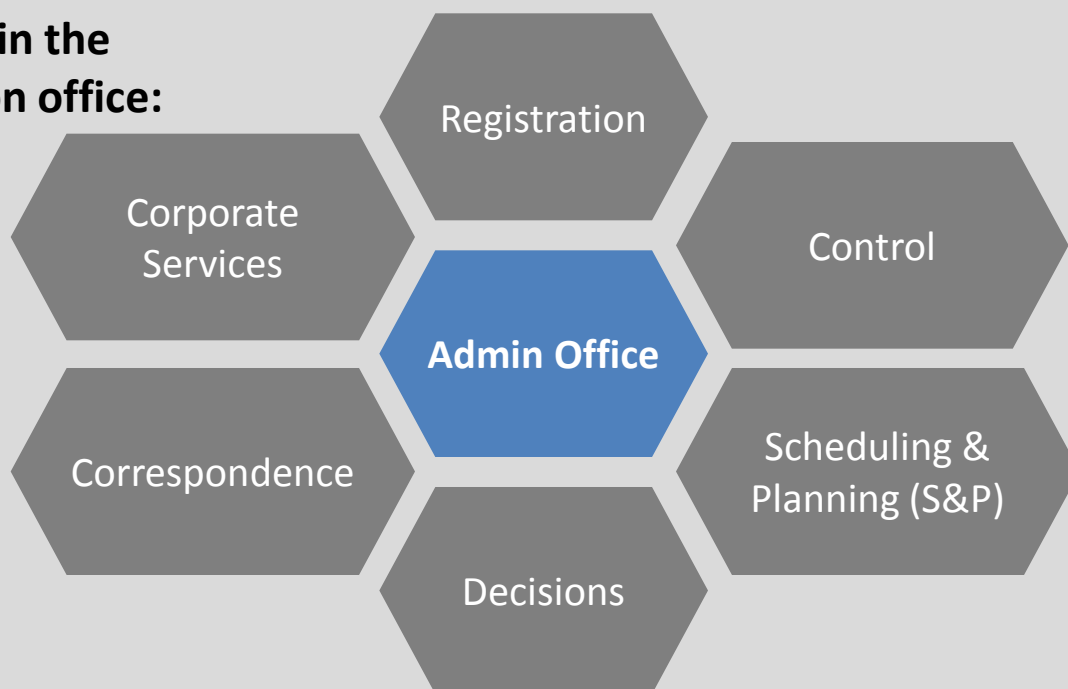 in the
n office:
Registration
Corporate
Services
Control
Admin Office
Correspondence
Scheduling &
Planning (S&P)
Decisions